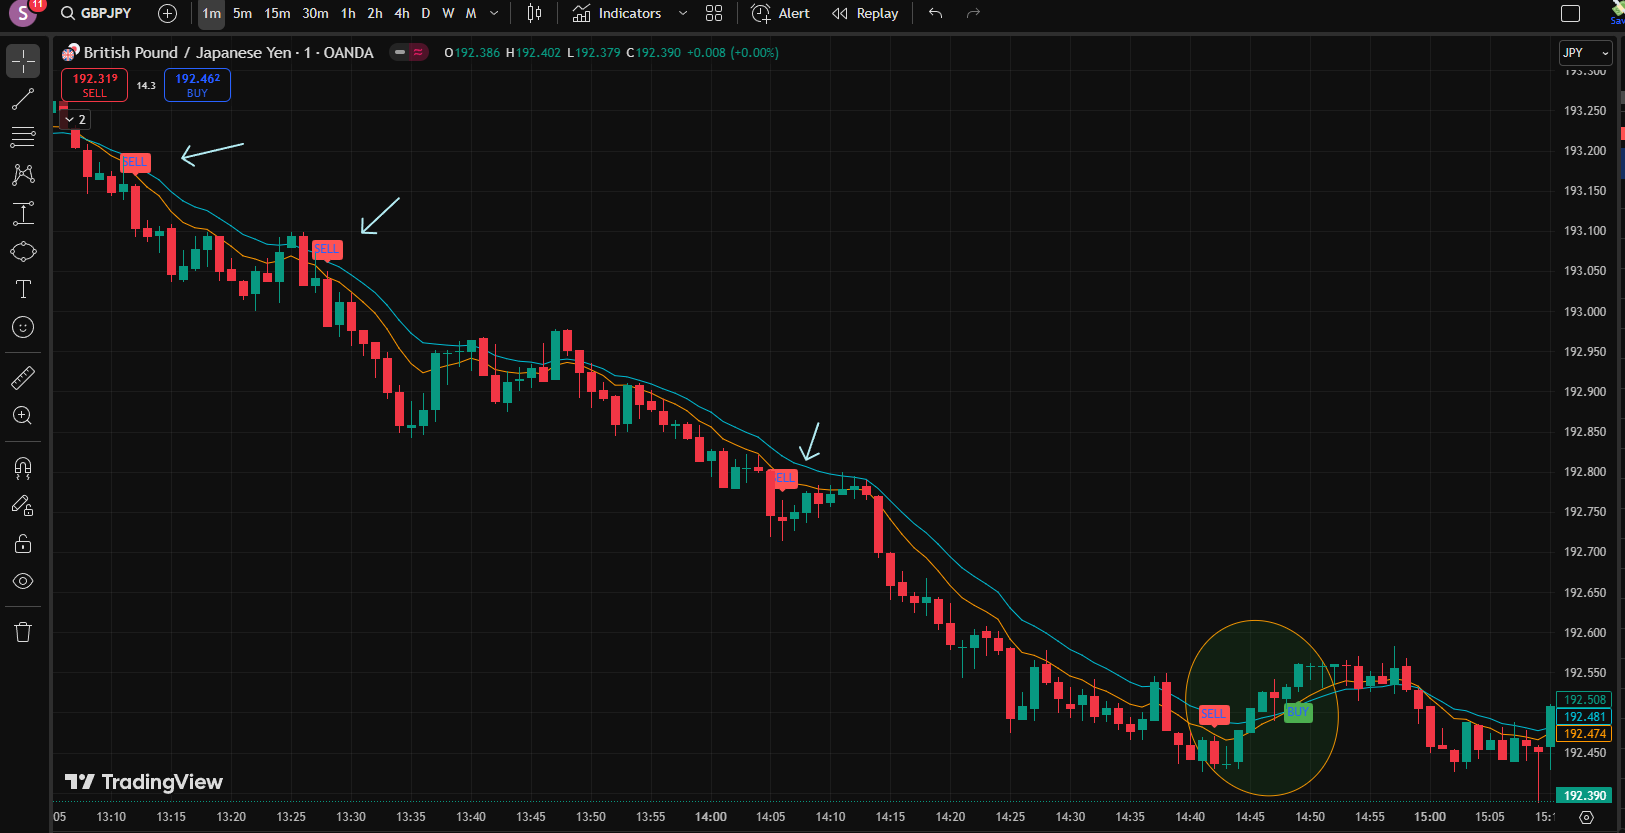 S 11 GBPJPY 1m 5m 15m 30m 1h 2h 4h D W M Indicators Alert Replay
British Pound / Japanese Yen · 1 · OANDA O192.386 H192.402 L192.379 C192.390 +0.008 (+0.00%) JPY
192.319 SELL 14.3 192.462 BUY
2
SELL
SELL
SELL
SELL
BUY
193.300
193.250
193.200
193.150
193.100
193.050
193.000
192.950
192.900
192.850
192.800
192.750
192.700
192.650
192.600
192.550
192.508
192.481
192.474
192.450
192.390
TradingView
05 13:10 13:15 13:20 13:25 13:30 13:35 13:40 13:45 13:50 13:55 14:00 14:05 14:10 14:15 14:20 14:25 14:30 14:35 14:40 14:45 14:50 14:55 15:00 15:05